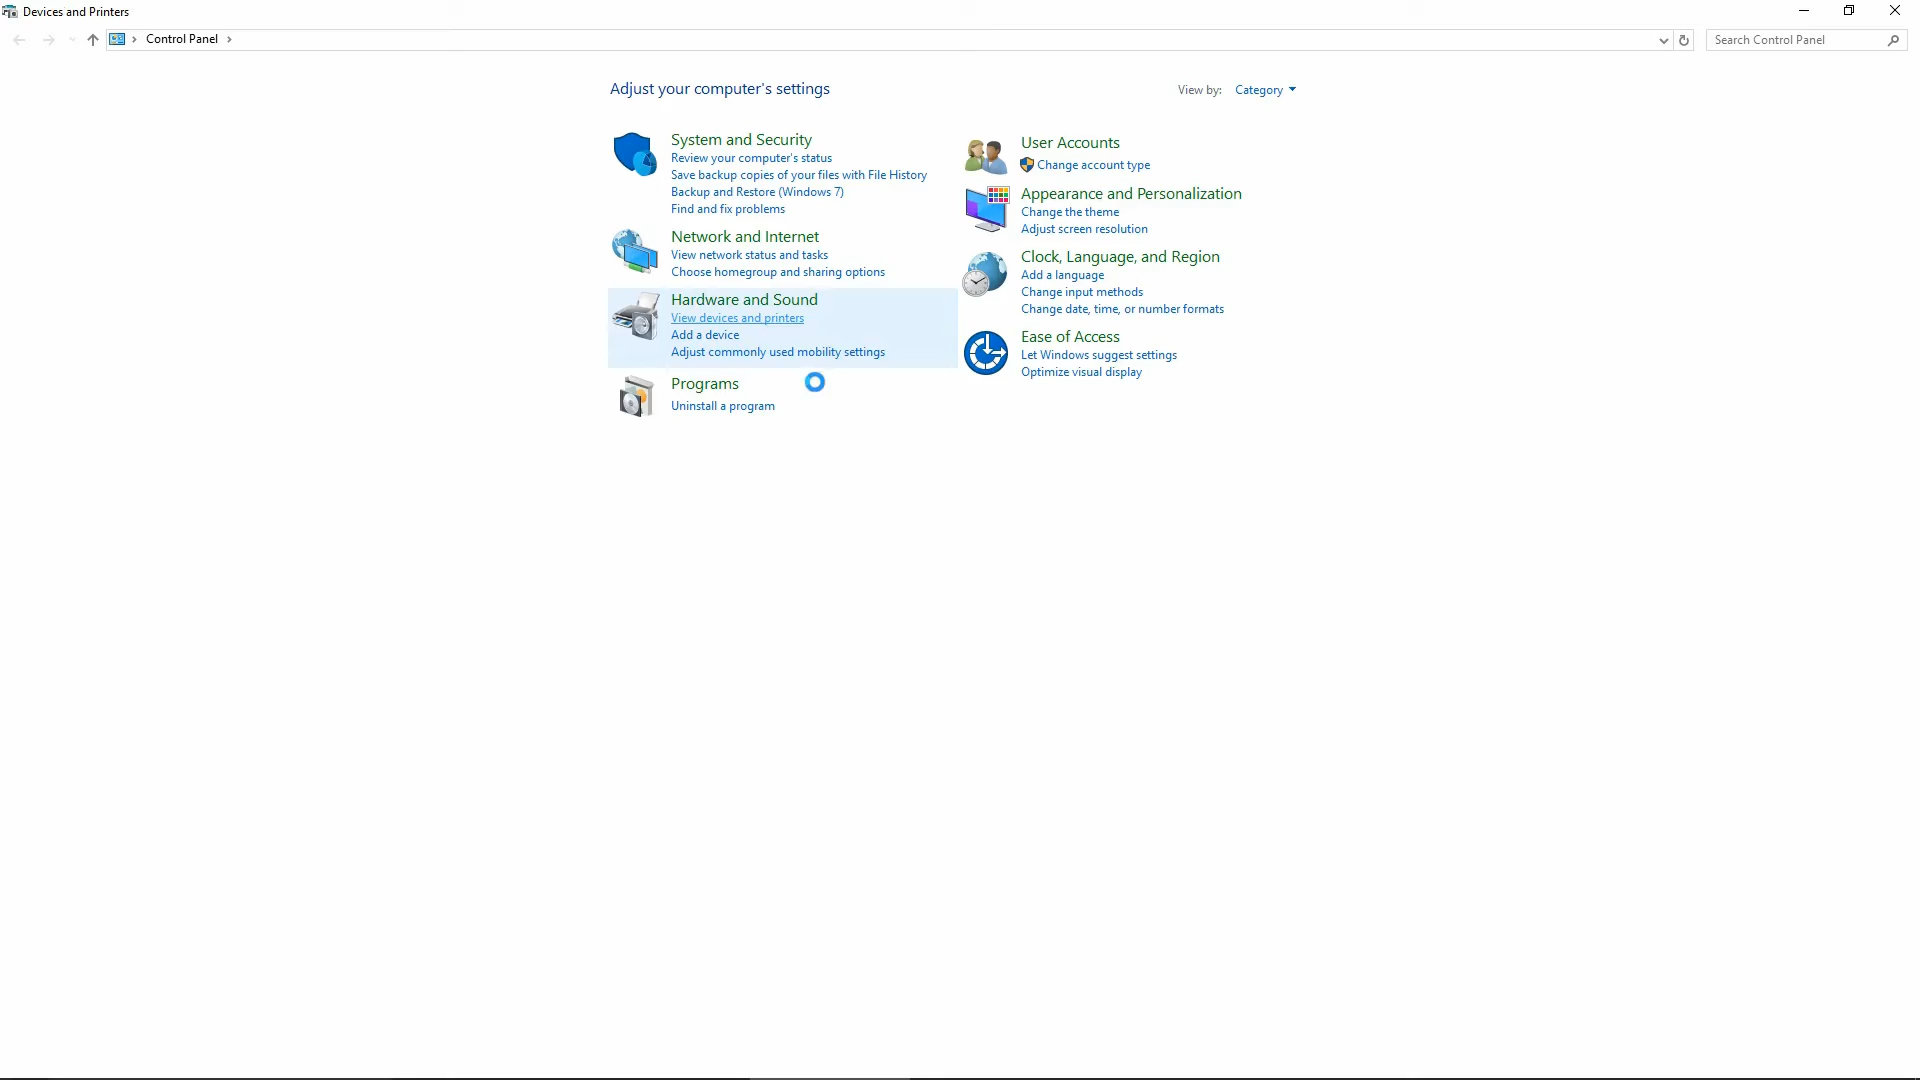 Devices and Printers
Control Panel
Search Control Panel
Adjust your computer's settings
View by: Category
System and Security
Review your computer's status
Save backup copies of your files with File History
Backup and Restore (Windows 7)
Find and fix problems
Network and Internet
View network status and tasks
Choose homegroup and sharing options
Hardware and Sound
View devices and printers
Add a device
Adjust commonly used mobility settings
Programs
Uninstall a program
User Accounts
Change account type
Appearance and Personalization
Change the theme
Adjust screen resolution
Clock, Language, and Region
Add a language
Change input methods
Change date, time, or number formats
Ease of Access
Let Windows suggest settings
Optimize visual display